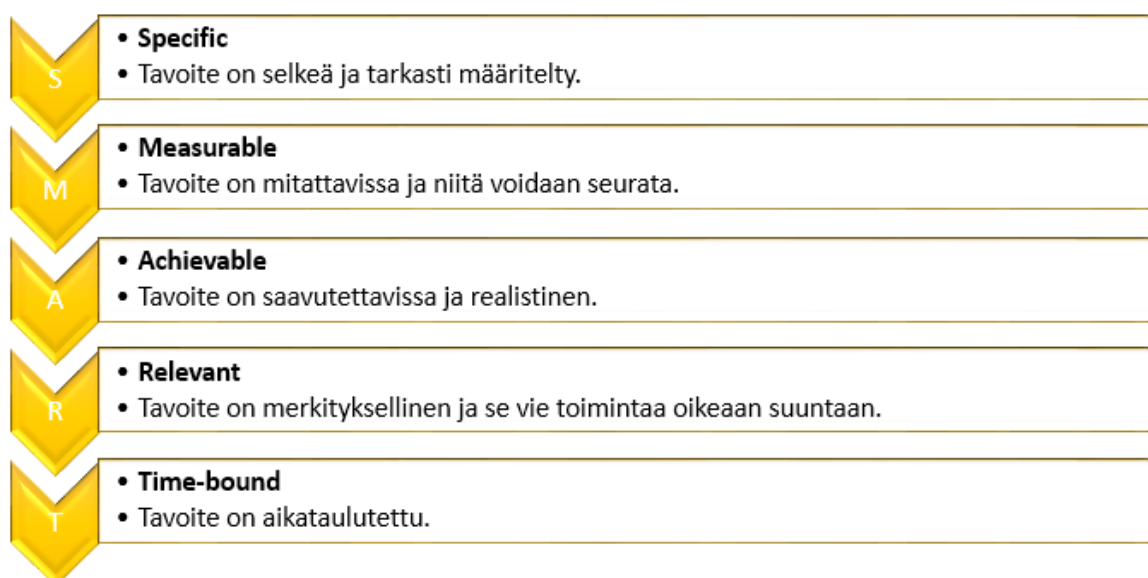 S
• Specific
• Tavoite on selkeä ja tarkasti määritelty.
M
• Measurable
• Tavoite on mitattavissa ja niitä voidaan seurata.
A
• Achievable
• Tavoite on saavutettavissa ja realistinen.
R
• Relevant
• Tavoite on merkityksellinen ja se vie toimintaa oikeaan suuntaan.
T
• Time-bound
• Tavoite on aikataulutettu.